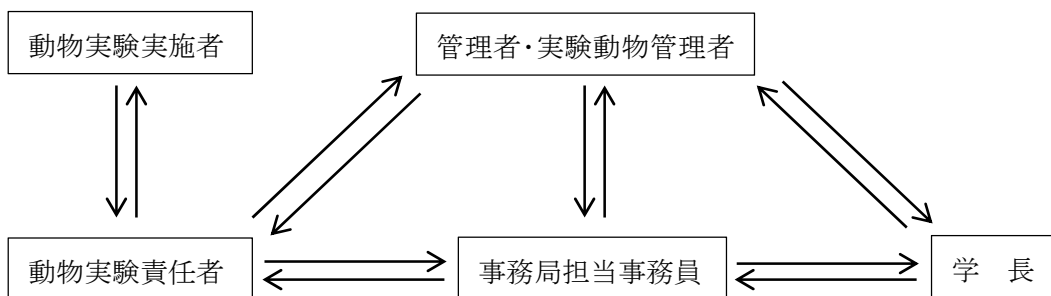 動物実験実施者
管理者・実験動物管理者
動物実験責任者
事務局担当事務員
学　長